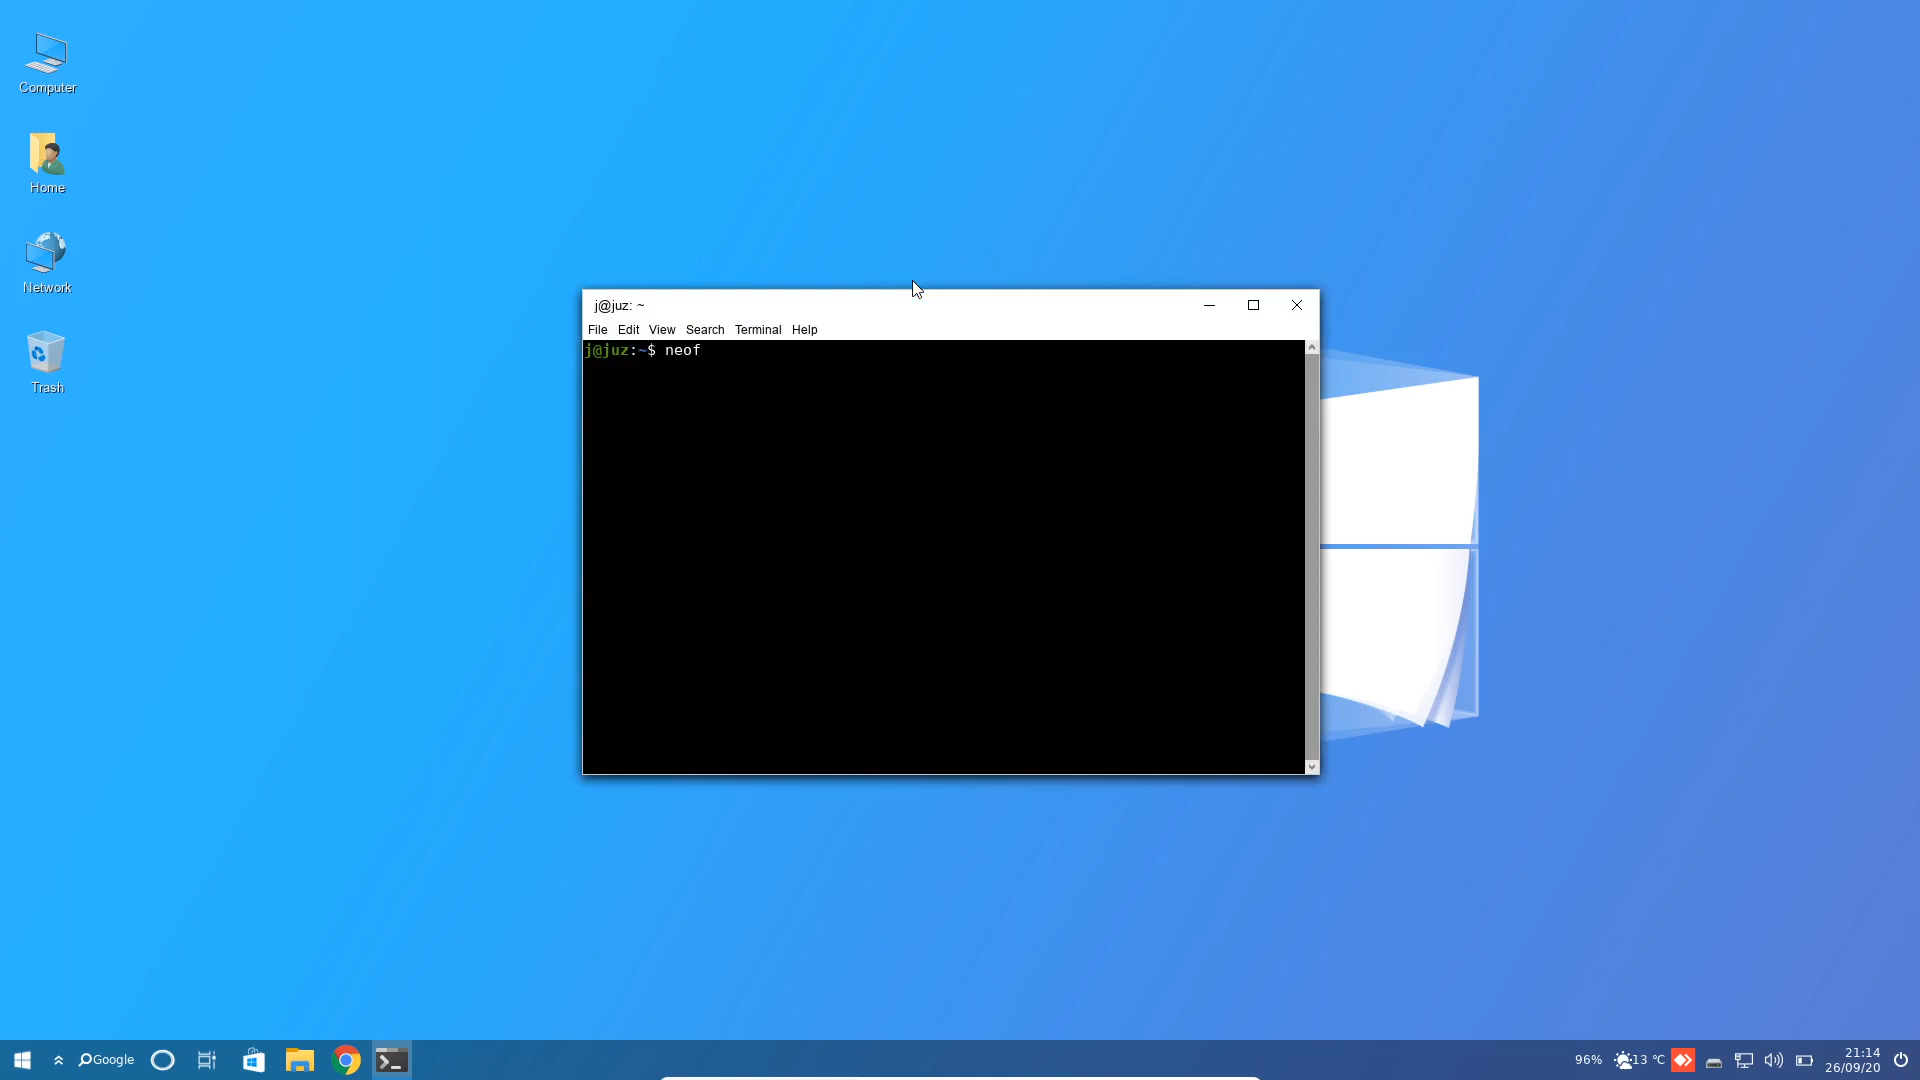 Computer
Home
Network
Trash
j@juz: ~
File Edit View Search Terminal Help
j@juz:~$ neof
Google
96%
13 ℃
21:14
26/09/20